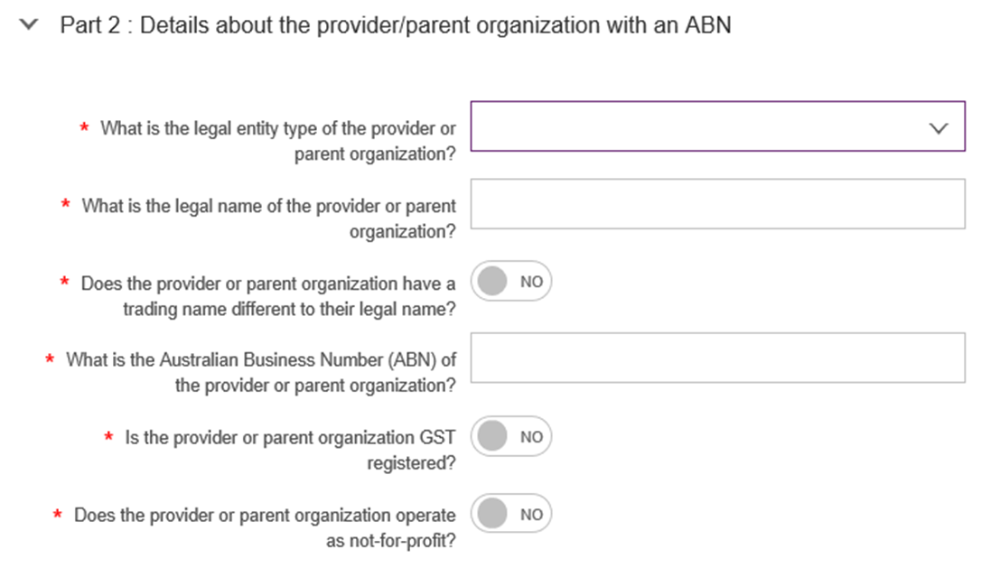 Part 2 : Details about the provider/parent organization with an ABN
* What is the legal entity type of the provider or
parent organization?
* What is the legal name of the provider or parent
organization?
* Does the provider or parent organization have a
trading name different to their legal name?
NO
* What is the Australian Business Number (ABN) of
the provider or parent organization?
* Is the provider or parent organization GST
registered?
NO
* Does the provider or parent organization operate
as not-for-profit?
NO